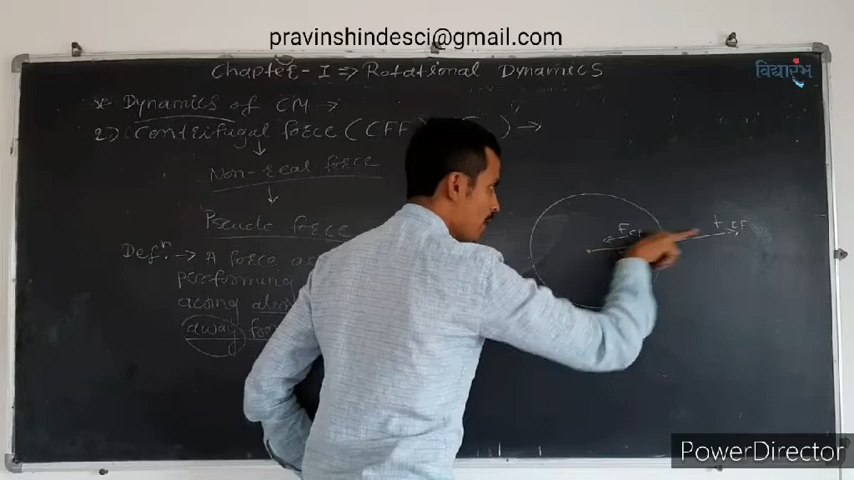 pravinshindesci@gmail.com
Chapter - I => Rotational Dynamics
विद्यारंभ
* Dynamics of CM →
2) Centrifugal force (CFF
Non-real force
Pseudo force
Defn. → A force
performing
acting
away
FCP
FCF
PowerDirector